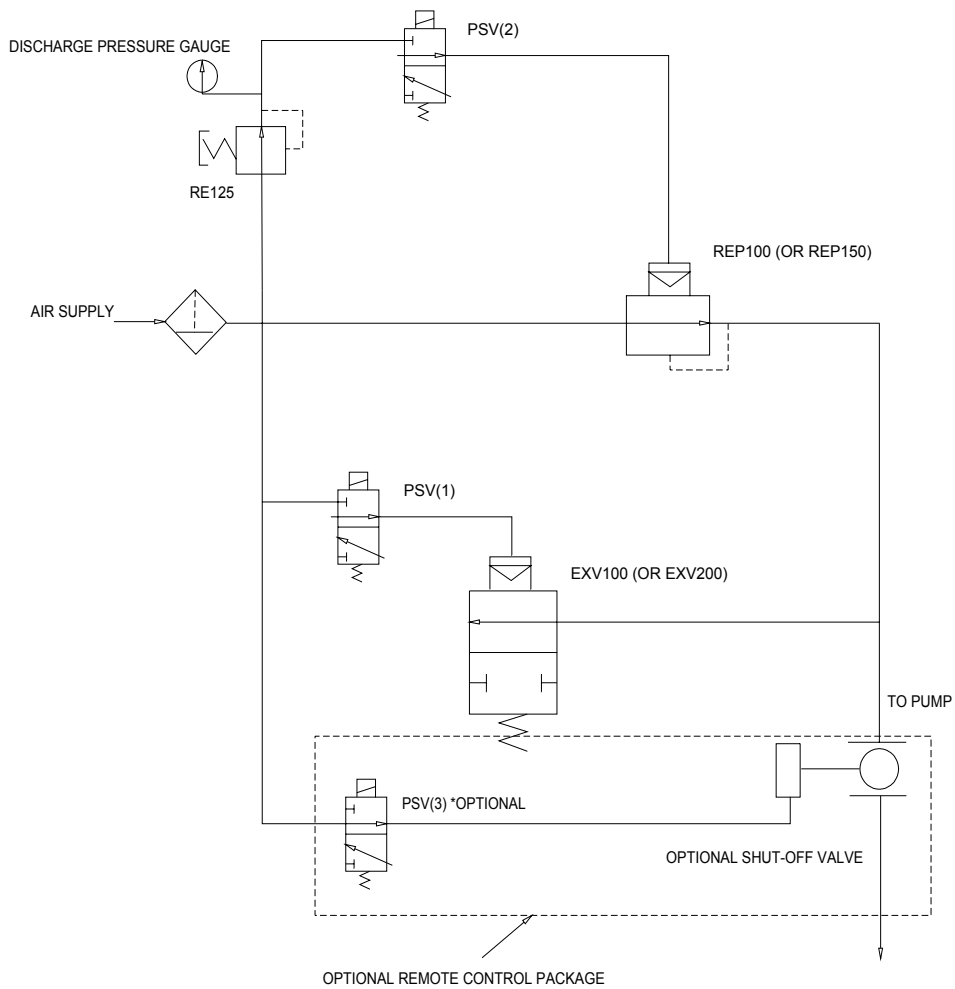 PSV(2)
DISCHARGE PRESSURE GAUGE
RE125
REP100 (OR REP150)
AIR SUPPLY
PSV(1)
EXV100 (OR EXV200)
TO PUMP
PSV(3) *OPTIONAL
OPTIONAL SHUT-OFF VALVE
OPTIONAL REMOTE CONTROL PACKAGE